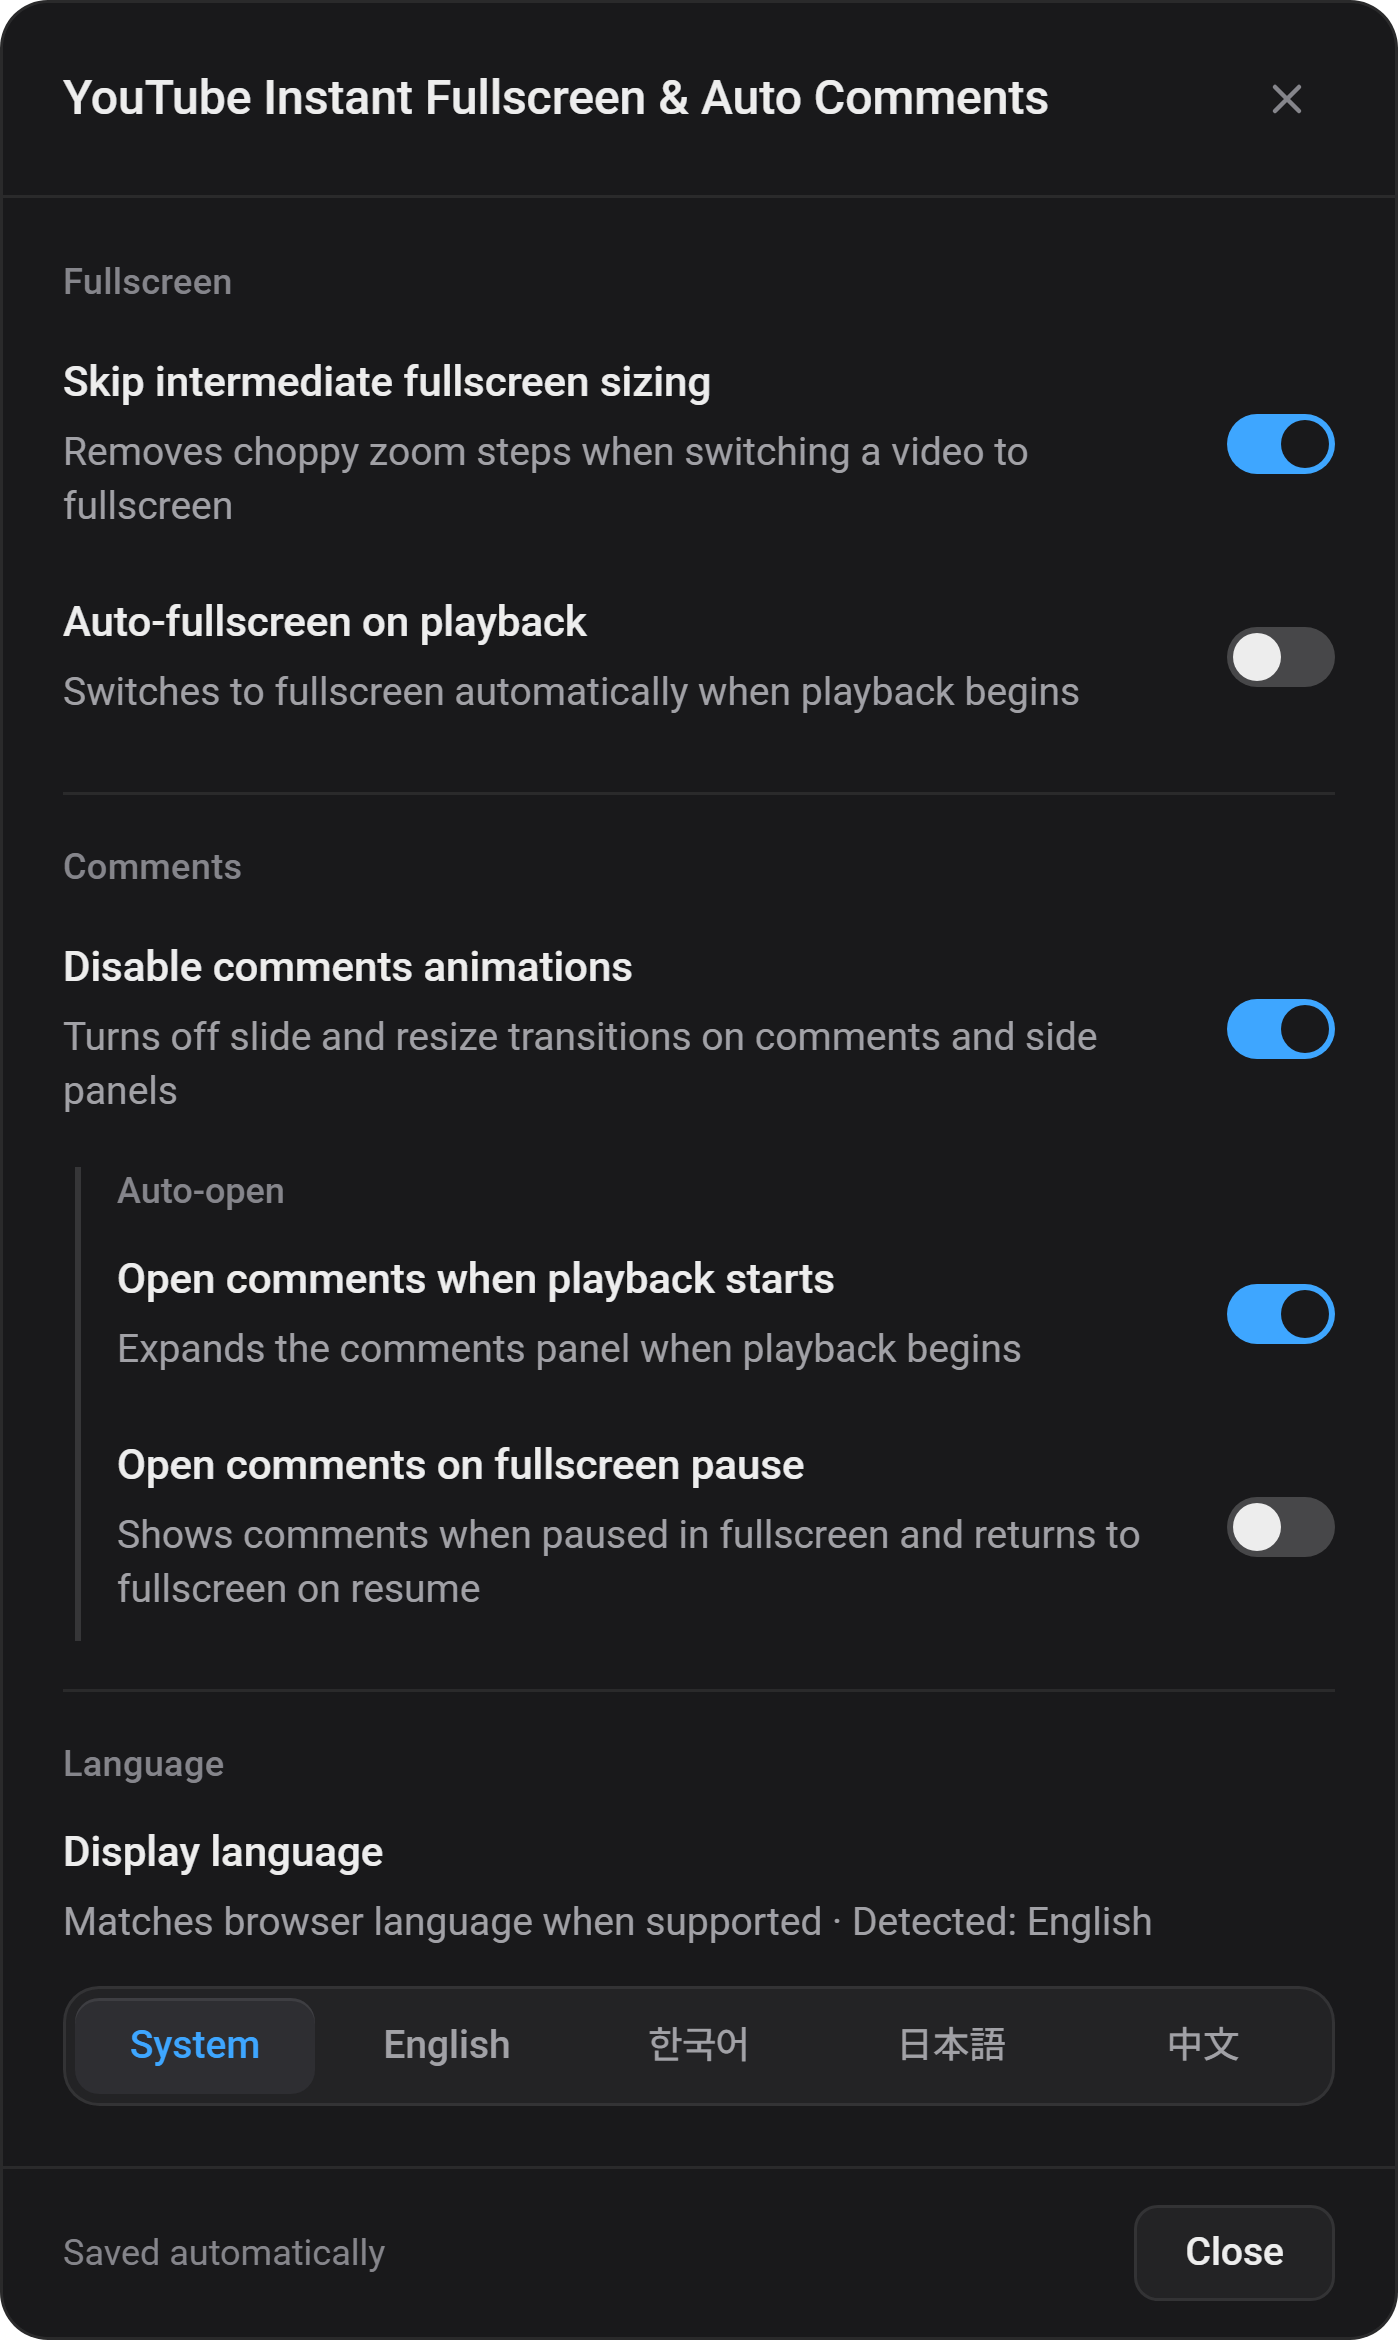 YouTube Instant Fullscreen & Auto Comments
Fullscreen
Skip intermediate fullscreen sizing
Removes choppy zoom steps when switching a video to
fullscreen
Auto-fullscreen on playback
Switches to fullscreen automatically when playback begins
Comments
Disable comments animations
Turns off slide and resize transitions on comments and side
panels
Auto-open
Open comments when playback starts
Expands the comments panel when playback begins
Open comments on fullscreen pause
Shows comments when paused in fullscreen and returns to
fullscreen on resume
Language
Display language
Matches browser language when supported · Detected: English
System English 한국어 日本語 中文
Saved automatically Close